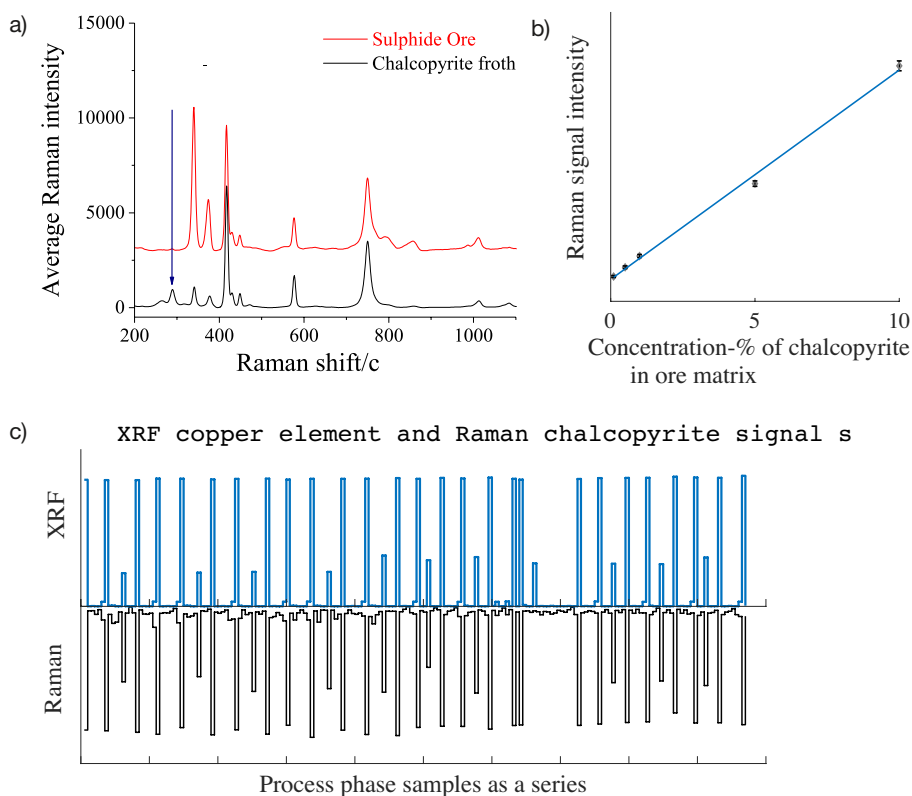 a)
15000
10000
5000
0
Average Raman intensity
Sulphide Ore
Chalcopyrite froth
200
400
600
800
1000
Raman shift/c
b)
Raman signal intensity
0
5
10
Concentration-% of chalcopyrite
in ore matrix
c)
XRF copper element and Raman chalcopyrite signal s
XRF
Raman
Process phase samples as a series